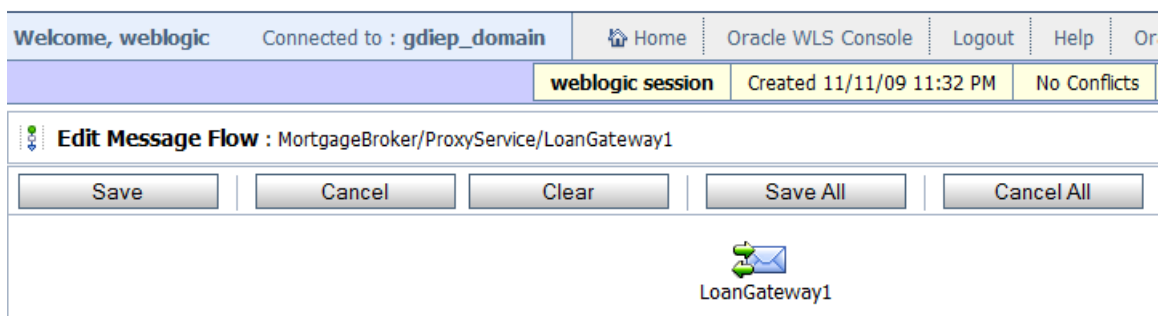 Welcome, weblogic Connected to : gdiep_domain Home Oracle WLS Console Logout Help
weblogic session Created 11/11/09 11:32 PM No Conflicts
Edit Message Flow : MortgageBroker/ProxyService/LoanGateway1
Save Cancel Clear Save All Cancel All
LoanGateway1